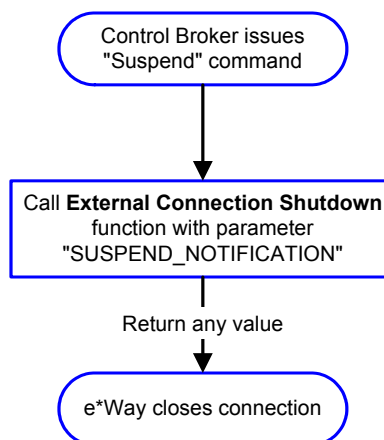 Control Broker issues
"Suspend" command
Call External Connection Shutdown
function with parameter
"SUSPEND_NOTIFICATION"
Return any value
e*Way closes connection